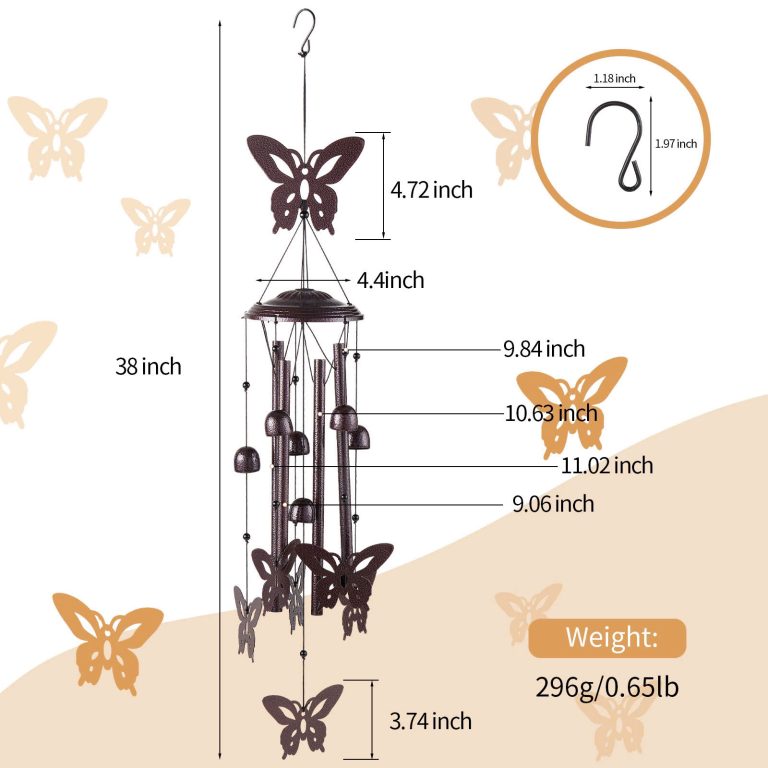 1.18 inch
1.97 inch
4.72 inch
4.4inch
38 inch
9.84 inch
10.63 inch
11.02 inch
9.06 inch
Weight:
296g/0.65lb
3.74 inch